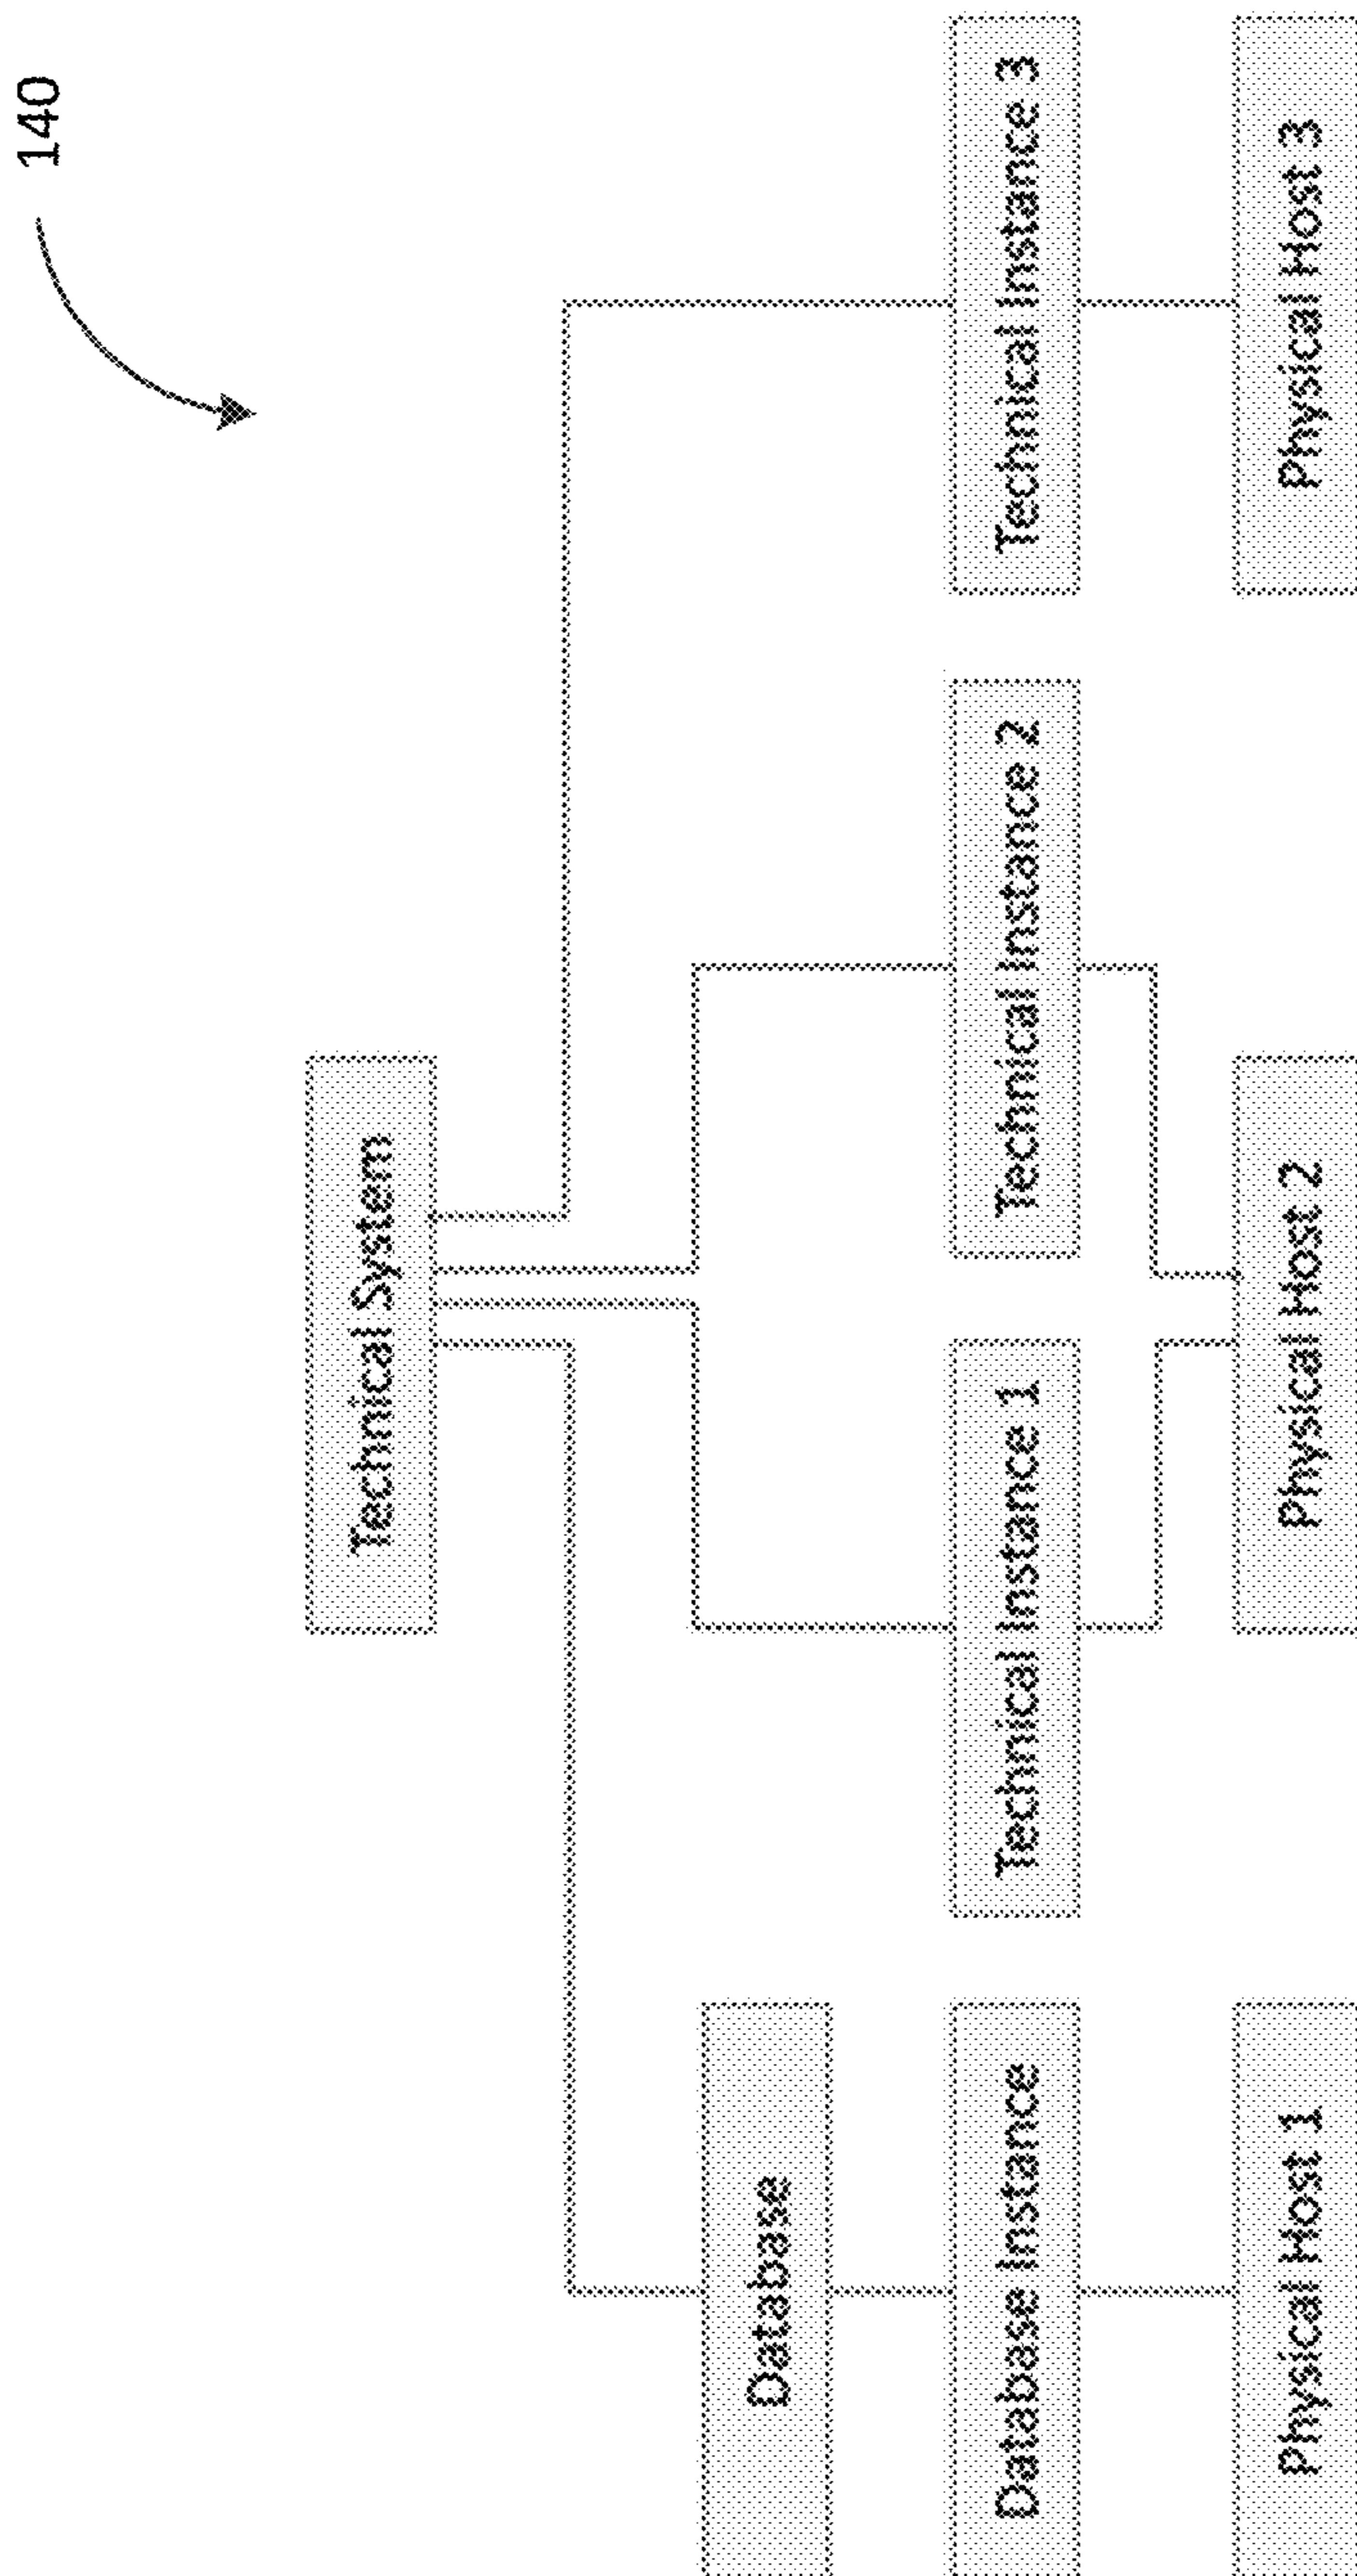 140
Technical System
Database
Database Instance
Technical Instance 1
Technical Instance 2
Technical Instance 3
Physical Host 1
Physical Host 2
Physical Host 3